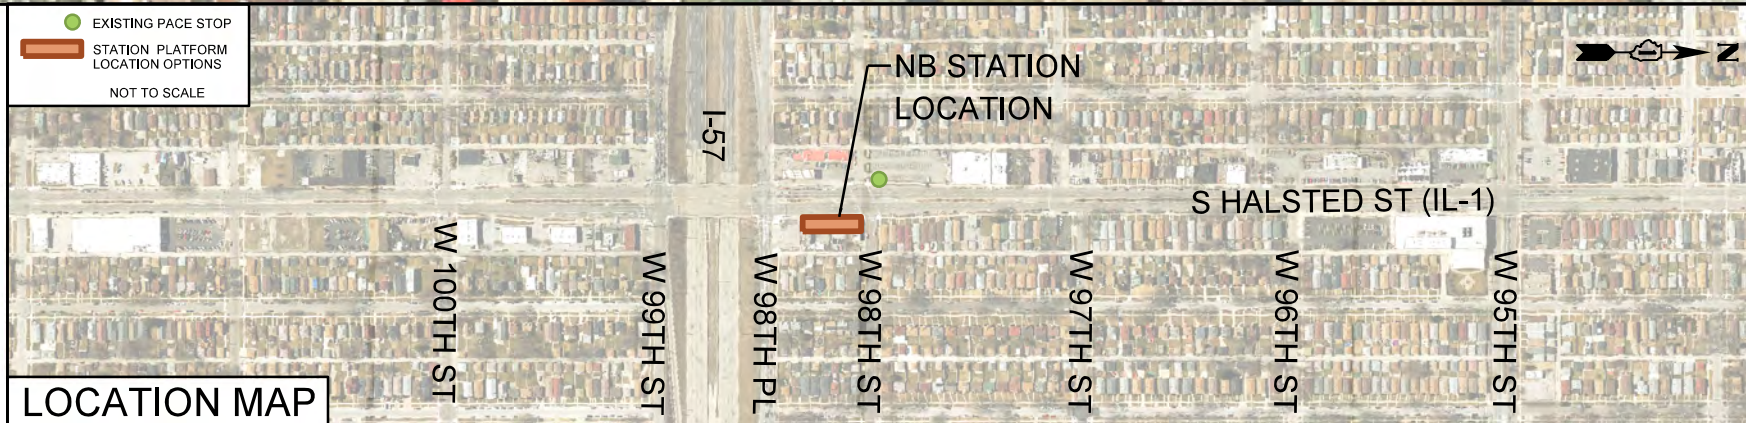 EXISTING PACE STOP
STATION PLATFORM
LOCATION OPTIONS
NOT TO SCALE
I-57
NB STATION
LOCATION
N
S HALSTED ST (IL-1)
W 100TH ST
W 99TH ST
W 98TH PL
W 98TH ST
W 97TH ST
W 96TH ST
W 95TH ST
LOCATION MAP